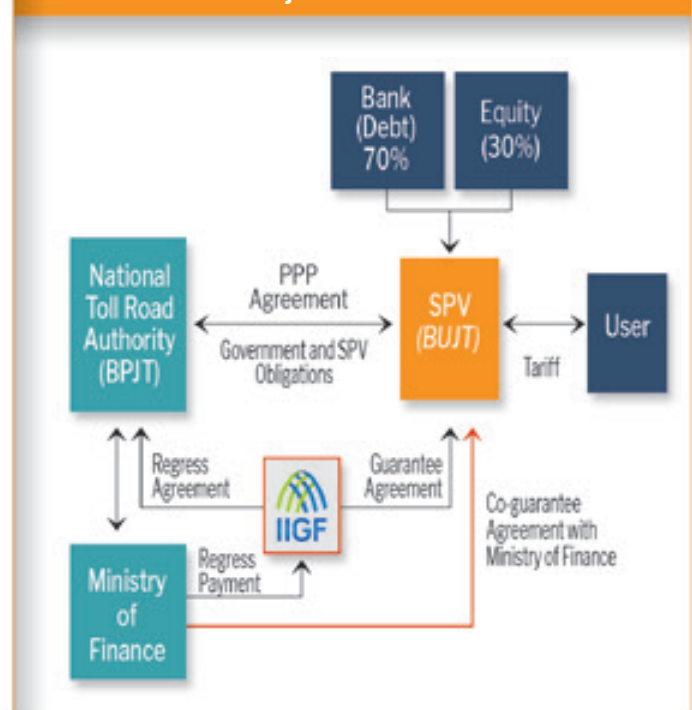 Bank
(Debt)
70%
Equity
(30%)
National
Toll Road
Authority
(BPJT)
PPP
Agreement
Government and SPV
Obligations
SPV
(BUJT)
Tariff
User
Regress
Agreement
IIGF
Guarantee
Agreement
Co-guarantee
Agreement with
Ministry of Finance
Regress
Payment
Ministry
of
Finance